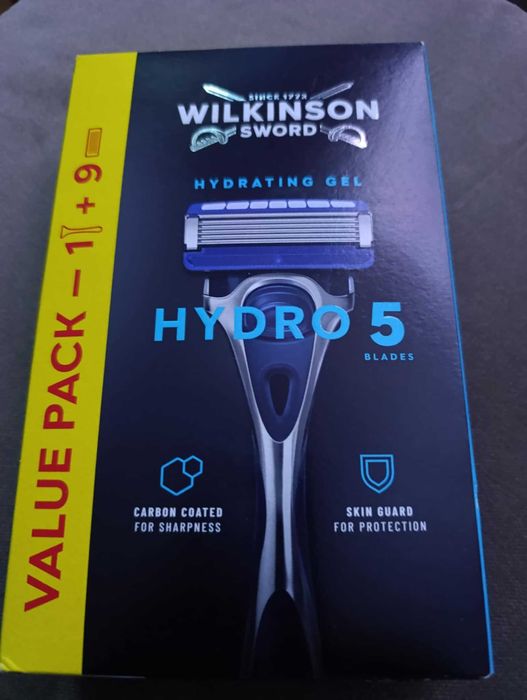 SINCE 1772
WILKINSON
SWORD
HYDRATING GEL
HYDRO 5
BLADES
CARBON COATED
FOR SHARPNESS
SKIN GUARD
FOR PROTECTION
VALUE PACK – 1 + 9